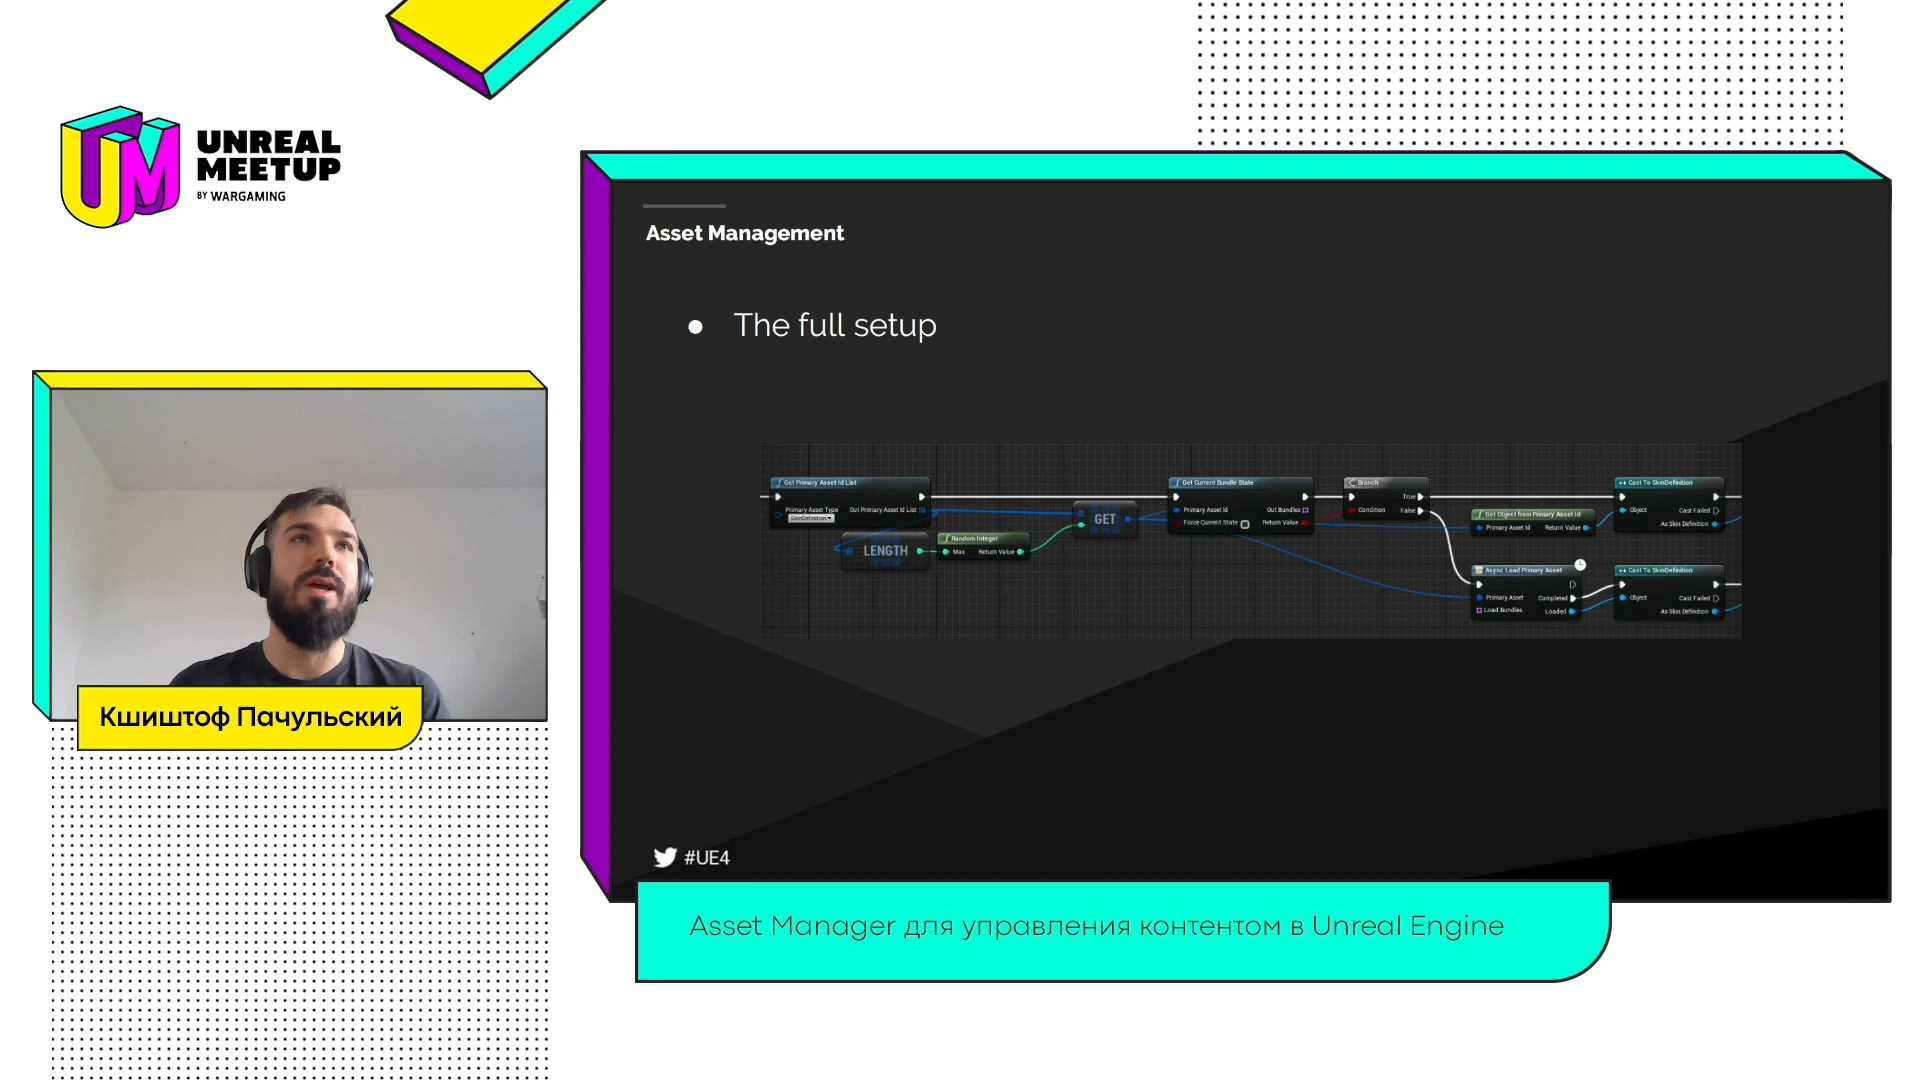 UNREAL
MEETUP
BY WARGAMING
Asset Management
The full setup
Get Primary Asset Id List
Primary Asset Type
SkinDefinition
Out Primary Asset Id List
LENGTH
Random Integer
Max
Return Value
GET
Get Current Bundle State
Primary Asset Id
Out Bundles
Force Current State
Return Value
Branch
True
Condition
False
Get Object from Primary Asset Id
Primary Asset Id
Return Value
Cast To SkinDefinition
Object
Cast Failed
As Skin Definition
Async Load Primary Asset
Primary Asset
Completed
Load Bundles
Loaded
Cast To SkinDefinition
Object
Cast Failed
As Skin Definition
Кшиштоф Пачульский
#UE4
Asset Manager для управления контентом в Unreal Engine